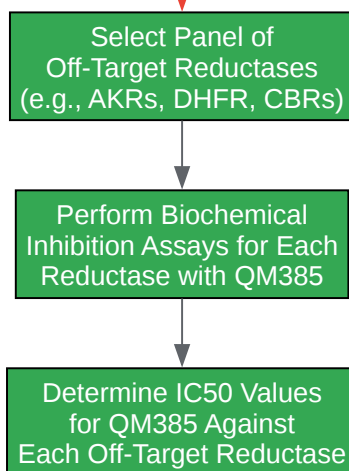 Select Panel of
Off-Target Reductases
(e.g., AKRs, DHFR, CBRs)
Perform Biochemical
Inhibition Assays for Each
Reductase with QM385
Determine IC50 Values
for QM385 Against
Each Off-Target Reductase